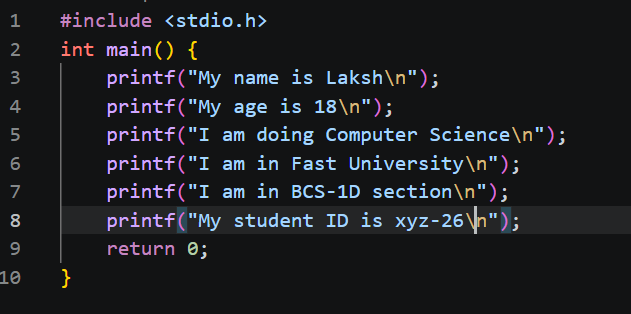 1 #include <stdio.h>
2 int main() {
3     printf("My name is Laksh\n");
4     printf("My age is 18\n");
5     printf("I am doing Computer Science\n");
6     printf("I am in Fast University\n");
7     printf("I am in BCS-1D section\n");
8     printf("My student ID is xyz-26\n");
9     return 0;
10 }